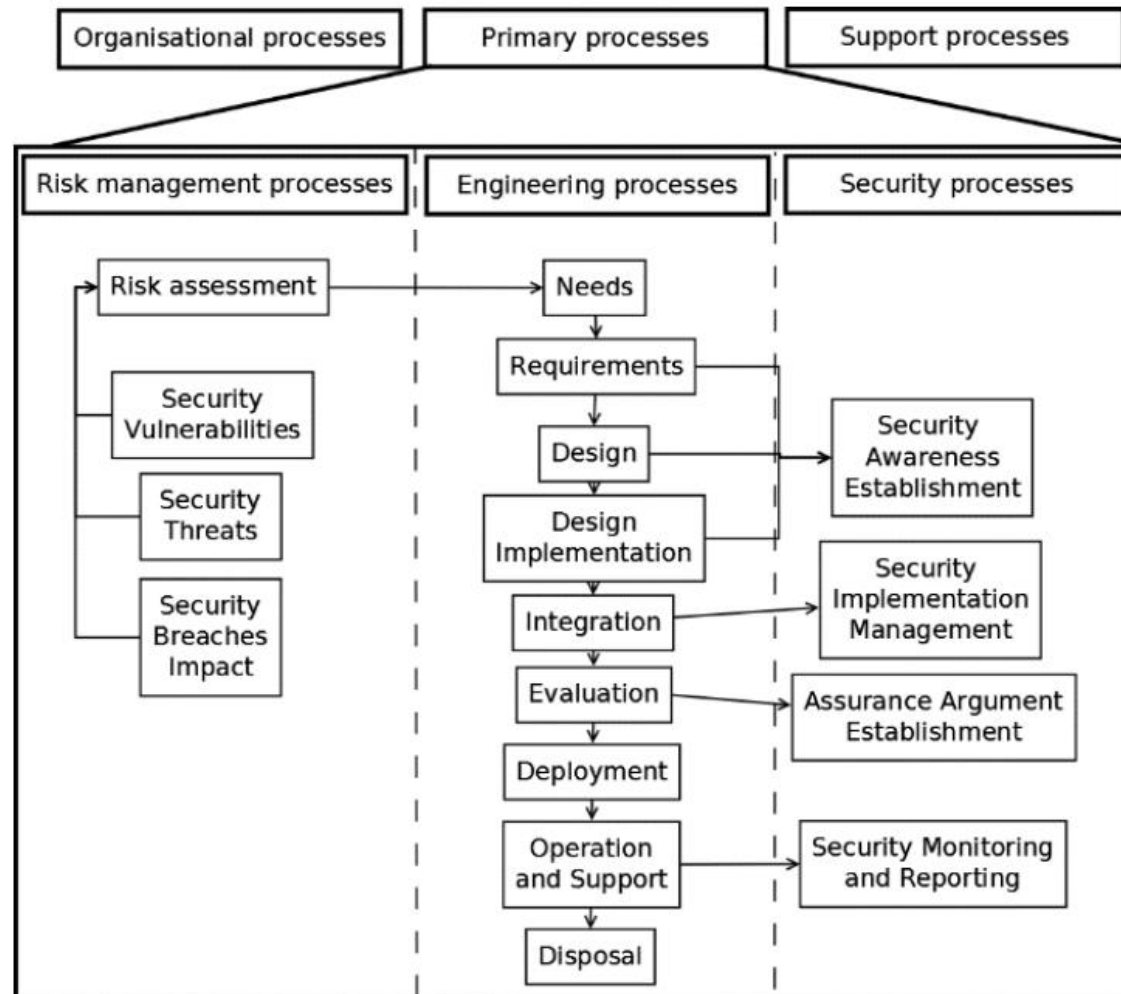 Organisational processes
Primary processes
Support processes
Risk management processes
Engineering processes
Security processes
Risk assessment
Security
Vulnerabilities
Security
Threats
Security
Breaches
Impact
Needs
Requirements
Design
Design
Implementation
Integration
Evaluation
Deployment
Operation
and Support
Disposal
Security
Awareness
Establishment
Security
Implementation
Management
Assurance Argument
Establishment
Security Monitoring
and Reporting